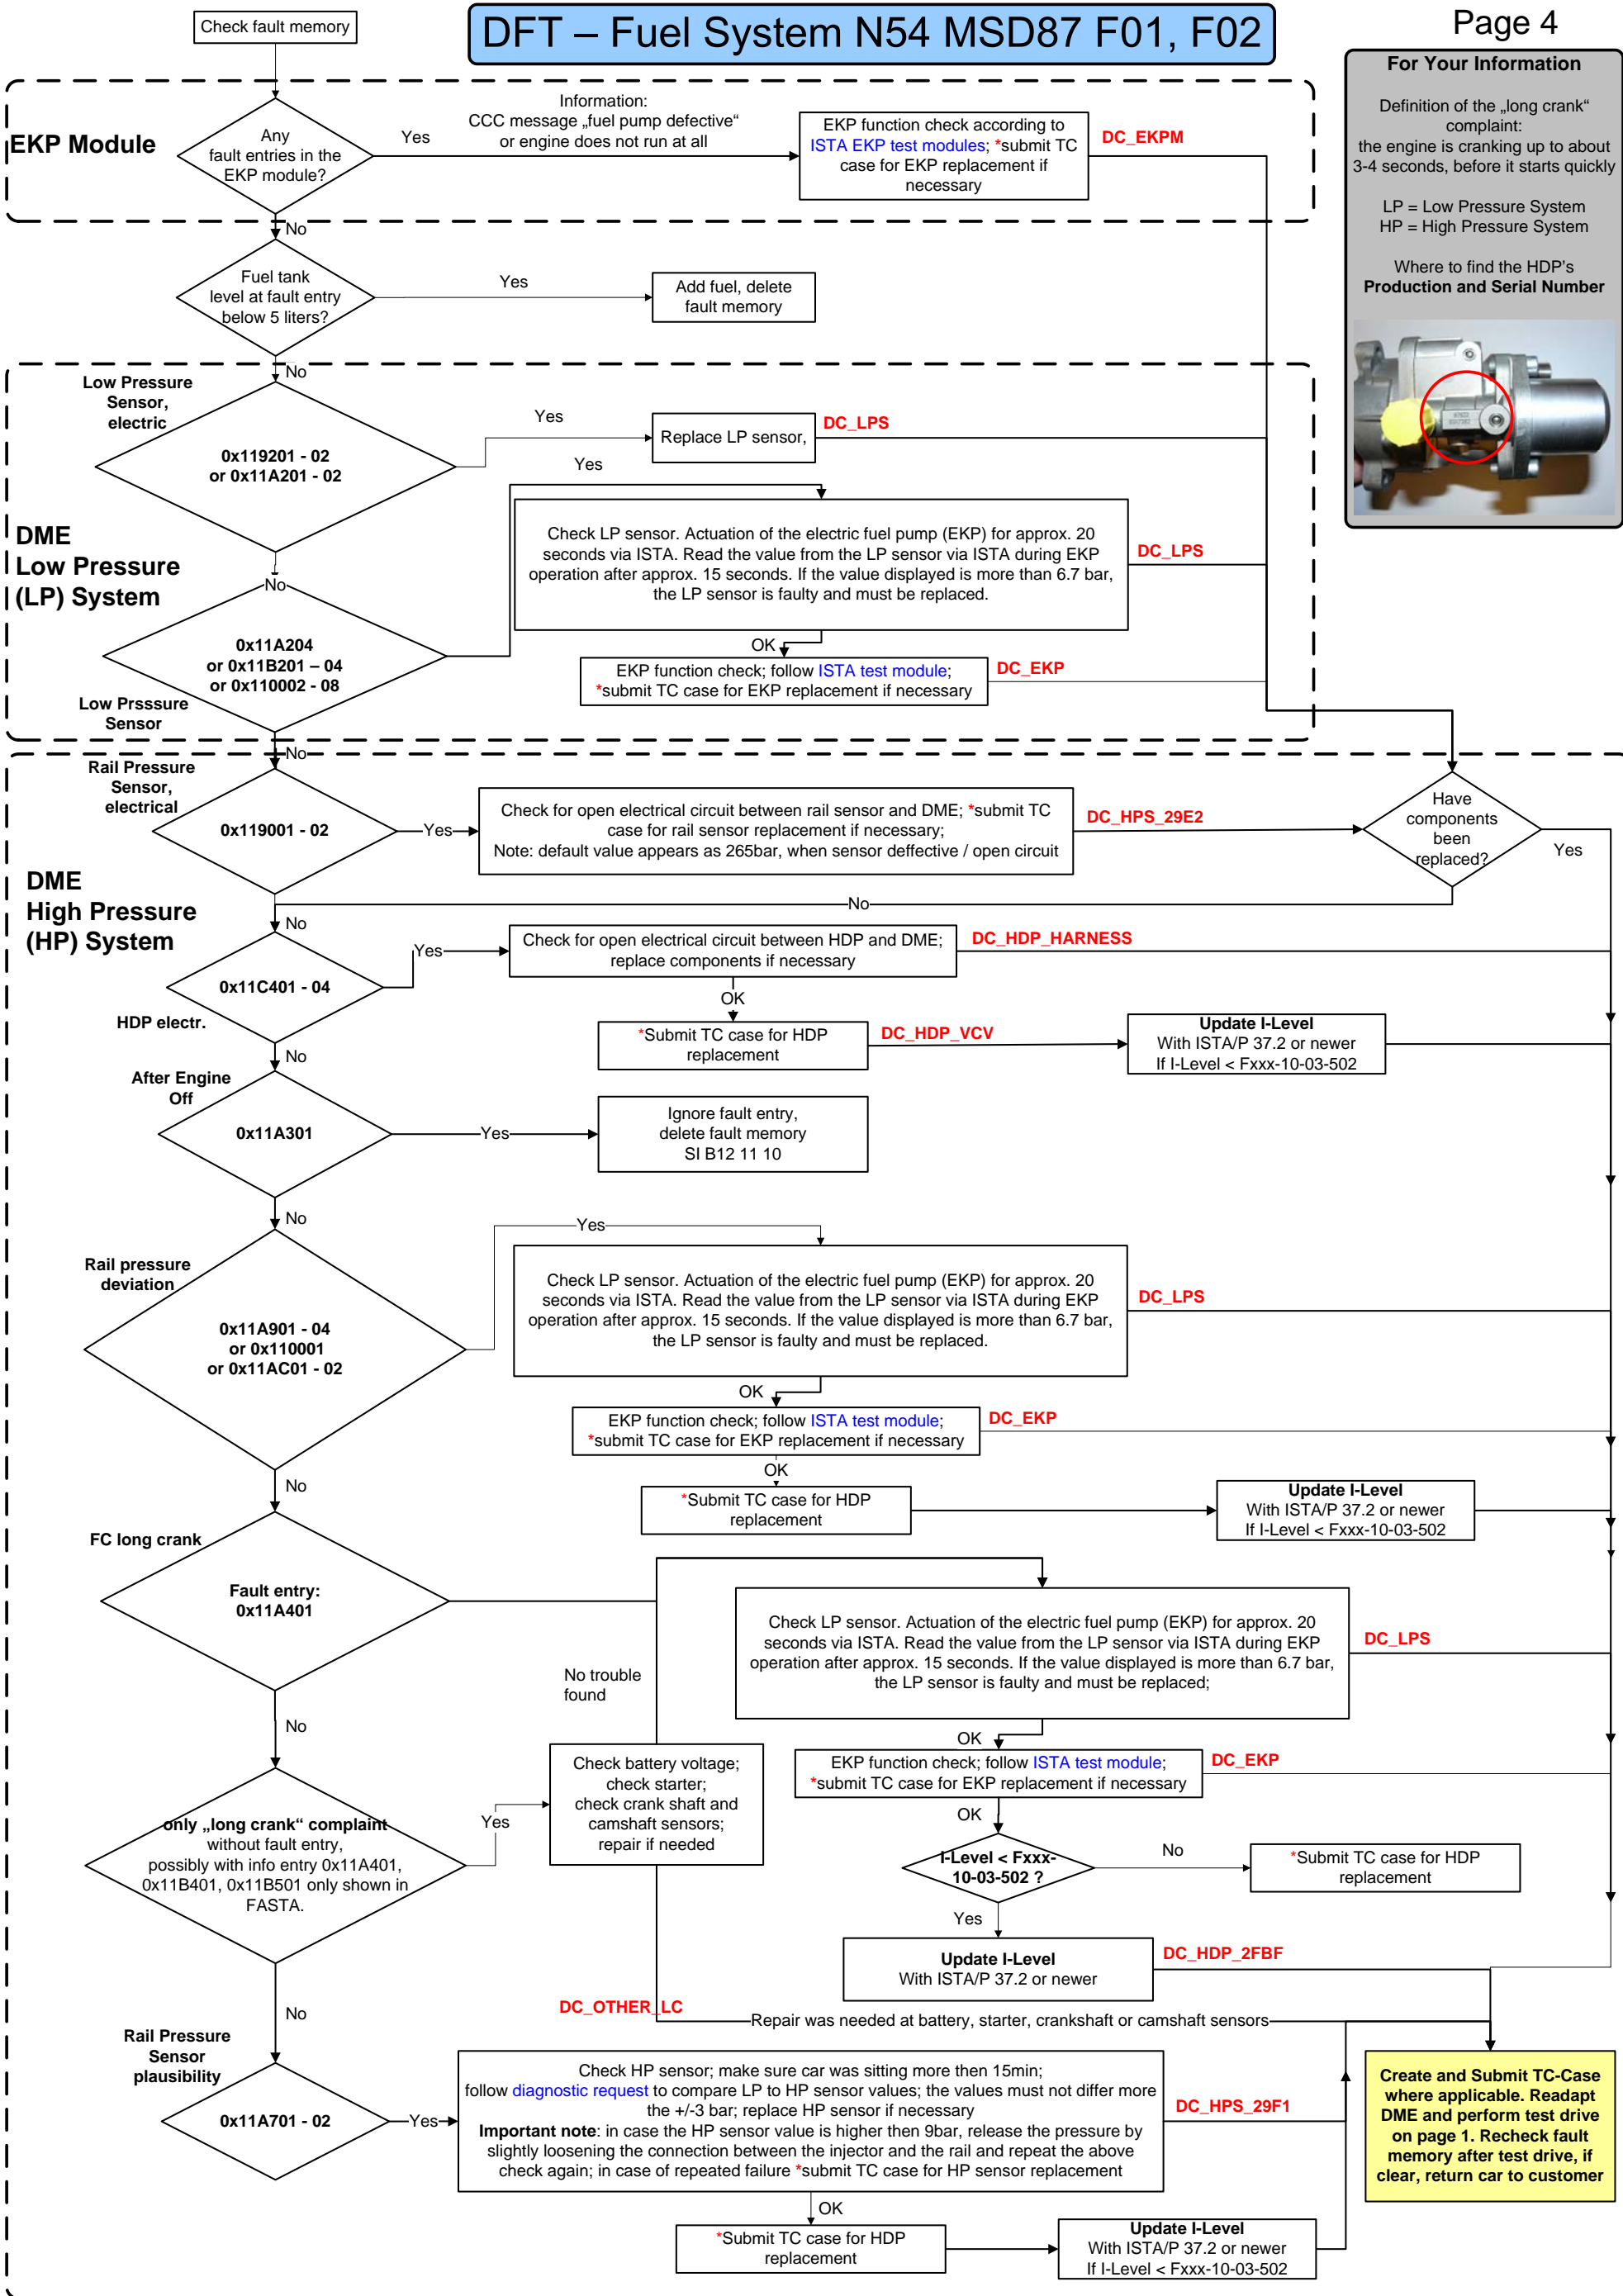 DFT – Fuel System N54 MSD87 F01, F02
Page 4
Check fault memory
For Your Information
Definition of the „long crank“
complaint:
the engine is cranking up to about
3-4 seconds, before it starts quickly
LP = Low Pressure System
HP = High Pressure System
Where to find the HDP's
Production and Serial Number
EKP Module
Any
fault entries in the
EKP module?
Yes
Information:
CCC message „fuel pump defective“
or engine does not run at all
EKP function check according to
ISTA EKP test modules; *submit TC
case for EKP replacement if
necessary
DC_EKPM
No
Fuel tank
level at fault entry
below 5 liters?
Yes
Add fuel, delete
fault memory
No
Low Pressure
Sensor,
electric
0x119201 - 02
or 0x11A201 - 02
Yes
Replace LP sensor,
DC_LPS
DME
Low Pressure
(LP) System
No
0x11A204
or 0x11B201 – 04
or 0x110002 - 08
Low Prsssure
Sensor
Yes
Check LP sensor. Actuation of the electric fuel pump (EKP) for approx. 20
seconds via ISTA. Read the value from the LP sensor via ISTA during EKP
operation after approx. 15 seconds. If the value displayed is more than 6.7 bar,
the LP sensor is faulty and must be replaced.
DC_LPS
OK
EKP function check; follow ISTA test module;
*submit TC case for EKP replacement if necessary
DC_EKP
No
Rail Pressure
Sensor,
electrical
0x119001 - 02
Yes
Check for open electrical circuit between rail sensor and DME; *submit TC
case for rail sensor replacement if necessary;
Note: default value appears as 265bar, when sensor deffective / open circuit
DC_HPS_29E2
Have
components
been
replaced?
Yes
No
DME
High Pressure
(HP) System
No
0x11C401 - 04
HDP electr.
Yes
Check for open electrical circuit between HDP and DME;
replace components if necessary
DC_HDP_HARNESS
OK
*Submit TC case for HDP
replacement
DC_HDP_VCV
Update I-Level
With ISTA/P 37.2 or newer
If I-Level < Fxxx-10-03-502
No
After Engine
Off
0x11A301
Yes
Ignore fault entry,
delete fault memory
SI B12 11 10
No
Rail pressure
deviation
0x11A901 - 04
or 0x110001
or 0x11AC01 - 02
Yes
Check LP sensor. Actuation of the electric fuel pump (EKP) for approx. 20
seconds via ISTA. Read the value from the LP sensor via ISTA during EKP
operation after approx. 15 seconds. If the value displayed is more than 6.7 bar,
the LP sensor is faulty and must be replaced.
DC_LPS
OK
EKP function check; follow ISTA test module;
*submit TC case for EKP replacement if necessary
DC_EKP
OK
*Submit TC case for HDP
replacement
Update I-Level
With ISTA/P 37.2 or newer
If I-Level < Fxxx-10-03-502
No
FC long crank
Fault entry:
0x11A401
Check LP sensor. Actuation of the electric fuel pump (EKP) for approx. 20
seconds via ISTA. Read the value from the LP sensor via ISTA during EKP
operation after approx. 15 seconds. If the value displayed is more than 6.7 bar,
the LP sensor is faulty and must be replaced;
DC_LPS
No trouble
found
No
OK
EKP function check; follow ISTA test module;
*submit TC case for EKP replacement if necessary
DC_EKP
Check battery voltage;
check starter;
check crank shaft and
camshaft sensors;
repair if needed
only „long crank“ complaint
without fault entry,
possibly with info entry 0x11A401,
0x11B401, 0x11B501 only shown in
FASTA.
Yes
OK
I-Level < Fxxx-
10-03-502 ?
No
*Submit TC case for HDP
replacement
Yes
Update I-Level
With ISTA/P 37.2 or newer
DC_HDP_2FBF
DC_OTHER_LC
Repair was needed at battery, starter, crankshaft or camshaft sensors
No
Rail Pressure
Sensor
plausibility
0x11A701 - 02
Yes
Check HP sensor; make sure car was sitting more then 15min;
follow diagnostic request to compare LP to HP sensor values; the values must not differ more
the +/-3 bar; replace HP sensor if necessary
Important note: in case the HP sensor value is higher then 9bar, release the pressure by
slightly loosening the connection between the injector and the rail and repeat the above
check again; in case of repeated failure *submit TC case for HP sensor replacement
DC_HPS_29F1
Create and Submit TC-Case
where applicable. Readapt
DME and perform test drive
on page 1. Recheck fault
memory after test drive, if
clear, return car to customer
OK
*Submit TC case for HDP
replacement
Update I-Level
With ISTA/P 37.2 or newer
If I-Level < Fxxx-10-03-502